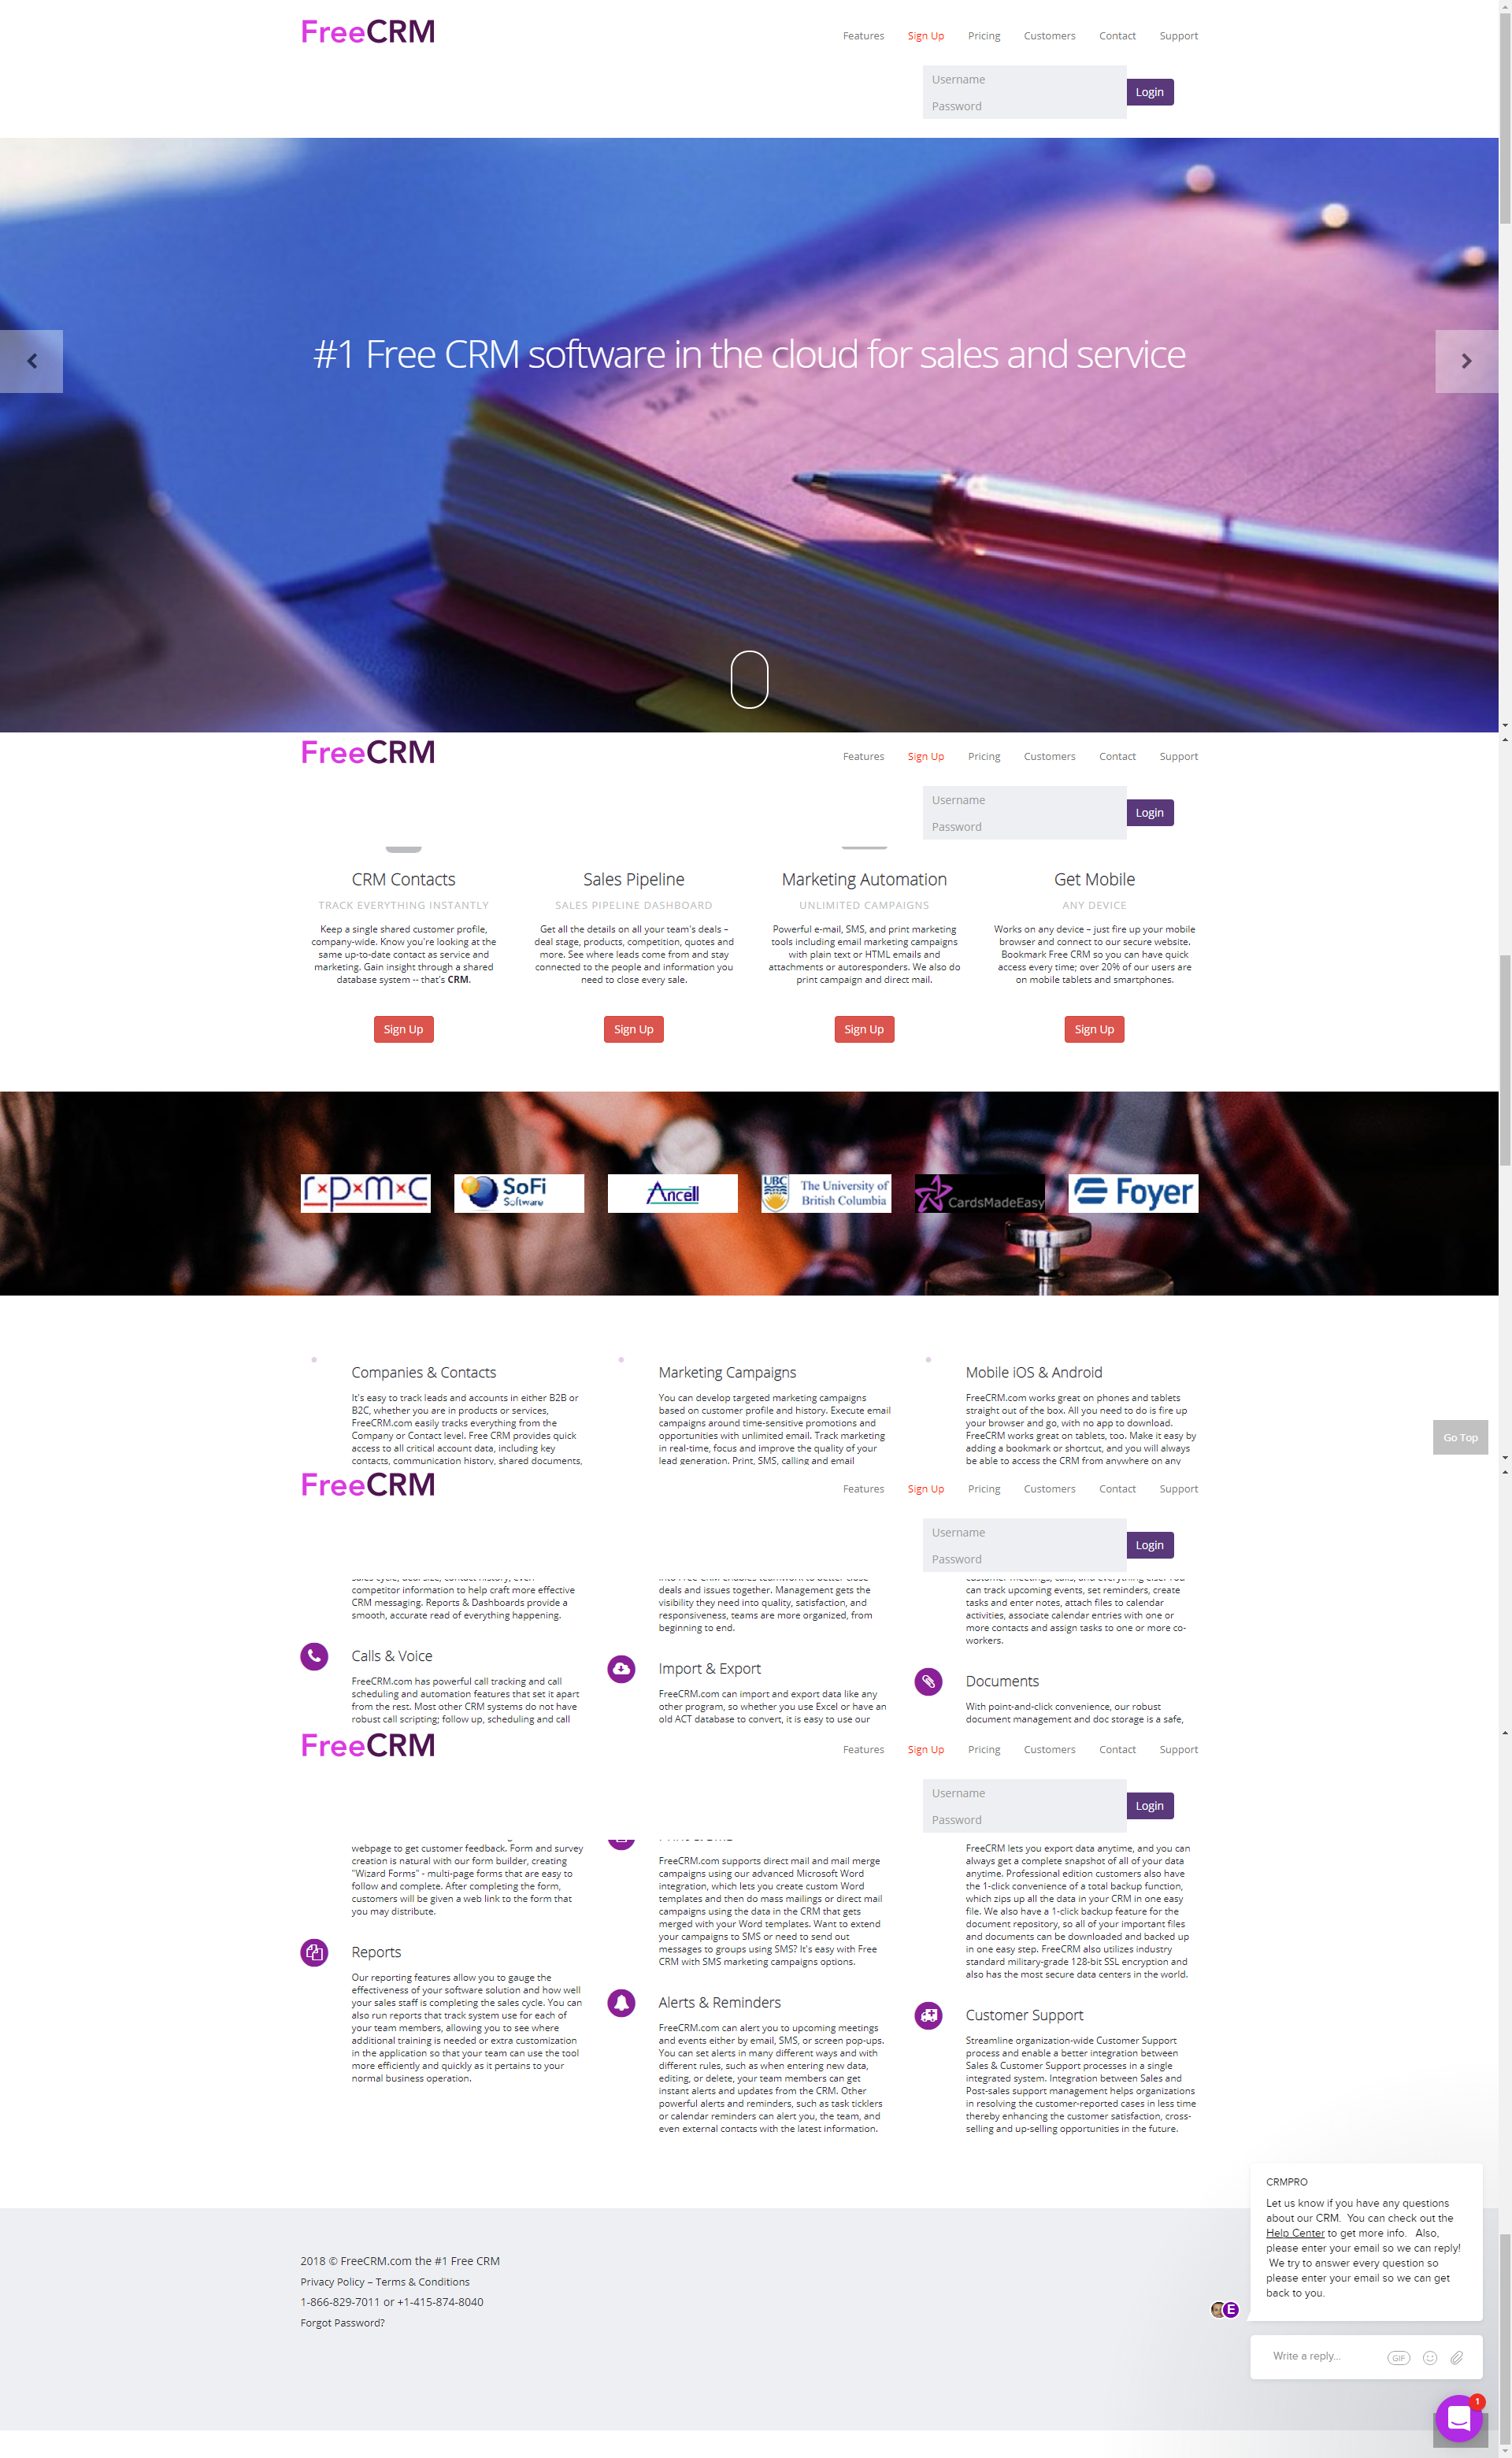 FreeCRM
Features Sign Up Pricing Customers Contact Support
Username
Password
Login
#1 Free CRM software in the cloud for sales and service
FreeCRM
Features Sign Up Pricing Customers Contact Support
Username
Password
Login
CRM Contacts
TRACK EVERYTHING INSTANTLY
Keep a single shared customer profile,
company-wide. Know you're looking at the
same up-to-date contact as service and
marketing. Gain insight through a shared
database system -- that's CRM.
Sign Up
Sales Pipeline
SALES PIPELINE DASHBOARD
Get all the details on all your team's deals –
deal stage, products, competition, quotes and
more. See where leads come from and stay
connected to the people and information you
need to close every sale.
Sign Up
Marketing Automation
UNLIMITED CAMPAIGNS
Powerful e-mail, SMS, and print marketing
tools including email marketing campaigns
with plain text or HTML emails and
attachments or autoresponders. We also do
print campaign and direct mail.
Sign Up
Get Mobile
ANY DEVICE
Works on any device – just fire up your mobile
browser and connect to our secure website.
Bookmark Free CRM so you can have quick
access every time; over 20% of our users are
on mobile tablets and smartphones.
Sign Up
r×p×m×c
SoFi
Software
Ancell
UBC
The University of
British Columbia
CardsMadeEasy
Foyer
Companies & Contacts
It's easy to track leads and accounts in either B2B or
B2C, whether you are in products or services,
FreeCRM.com easily tracks everything from the
Company or Contact level. Free CRM provides quick
access to all critical account data, including key
contacts, communication history, shared documents,
Marketing Campaigns
You can develop targeted marketing campaigns
based on customer profile and history. Execute email
campaigns around time-sensitive promotions and
opportunities with unlimited email. Track marketing
in real-time, focus and improve the quality of your
lead generation. Print, SMS, calling and email
Mobile iOS & Android
FreeCRM.com works great on phones and tablets
straight out of the box. All you need to do is fire up
your browser and go, with no app to download.
FreeCRM works great on tablets, too. Make it easy by
adding a bookmark or shortcut, and you will always
be able to access the CRM from anywhere on any
Go Top
FreeCRM
Features Sign Up Pricing Customers Contact Support
Username
Password
Login
competitor information to help craft more effective
CRM messaging. Reports & Dashboards provide a
smooth, accurate read of everything happening.
Calls & Voice
FreeCRM.com has powerful call tracking and call
scheduling and automation features that set it apart
from the rest. Most other CRM systems do not have
robust call scripting; follow up, scheduling and call
deals and issues together. Management gets the
visibility they need into quality, satisfaction, and
responsiveness, teams are more organized, from
beginning to end.
Import & Export
FreeCRM.com can import and export data like any
other program, so whether you use Excel or have an
old ACT database to convert, it is easy to use our
can track upcoming events, set reminders, create
tasks and enter notes, attach files to calendar
activities, associate calendar entries with one or
more contacts and assign tasks to one or more co-
workers.
Documents
With point-and-click convenience, our robust
document management and doc storage is a safe,
FreeCRM
Features Sign Up Pricing Customers Contact Support
Username
Password
Login
webpage to get customer feedback. Form and survey
creation is natural with our form builder, creating
"Wizard Forms" - multi-page forms that are easy to
follow and complete. After completing the form,
customers will be given a web link to the form that
you may distribute.
Reports
Our reporting features allow you to gauge the
effectiveness of your software solution and how well
your sales staff is completing the sales cycle. You can
also run reports that track system use for each of
your team members, allowing you to see where
additional training is needed or extra customization
in the application so that your team can use the tool
more efficiently and quickly as it pertains to your
normal business operation.
FreeCRM.com supports direct mail and mail merge
campaigns using our advanced Microsoft Word
integration, which lets you create custom Word
templates and then do mass mailings or direct mail
campaigns using the data in the CRM that gets
merged with your Word templates. Want to extend
your campaigns to SMS or need to send out
messages to groups using SMS? It's easy with Free
CRM with SMS marketing campaigns options.
Alerts & Reminders
FreeCRM.com can alert you to upcoming meetings
and events either by email, SMS, or screen pop-ups.
You can set alerts in many different ways and with
different rules, such as when entering new data,
editing, or delete, your team members can get
instant alerts and updates from the CRM. Other
powerful alerts and reminders, such as task ticklers
or calendar reminders can alert you, the team, and
even external contacts with the latest information.
FreeCRM lets you export data anytime, and you can
always get a complete snapshot of all of your data
anytime. Professional edition customers also have
the 1-click convenience of a total backup function,
which zips up all the data in your CRM in one easy
file. We also have a 1-click backup feature for the
document repository, so all of your important files
and documents can be downloaded and backed up
in one easy step. FreeCRM also utilizes industry
standard military-grade 128-bit SSL encryption and
also has the most secure data centers in the world.
Customer Support
Streamline organization-wide Customer Support
process and enable a better integration between
Sales & Customer Support processes in a single
integrated system. Integration between Sales and
Post-sales support management helps organizations
in resolving the customer-reported cases in less time
thereby enhancing the customer satisfaction, cross-
selling and up-selling opportunities in the future.
2018 © FreeCRM.com the #1 Free CRM
Privacy Policy – Terms & Conditions
1-866-829-7011 or +1-415-874-8040
Forgot Password?
CRMPRO
Let us know if you have any questions
about our CRM. You can check out the
Help Center to get more info. Also,
please enter your email so we can reply!
We try to answer every question so
please enter your email so we can get
back to you.
E
Write a reply...
GIF
1